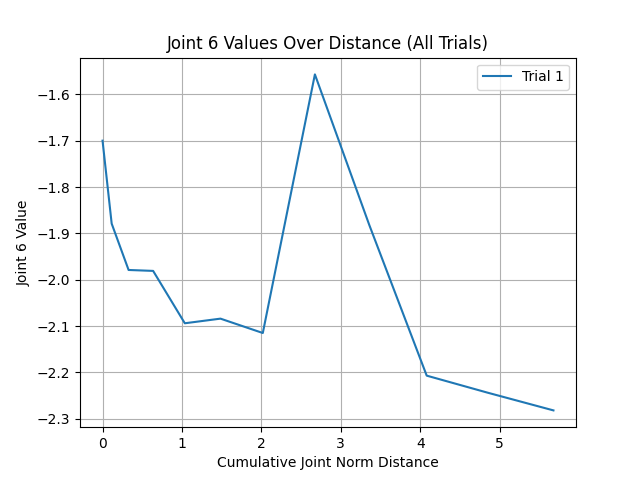 Joint 6 Values Over Distance (All Trials)
Trial 1
−1.6
−1.7
−1.8
−1.9
−2.0
−2.1
−2.2
−2.3
Joint 6 Value
0 1 2 3 4 5
Cumulative Joint Norm Distance